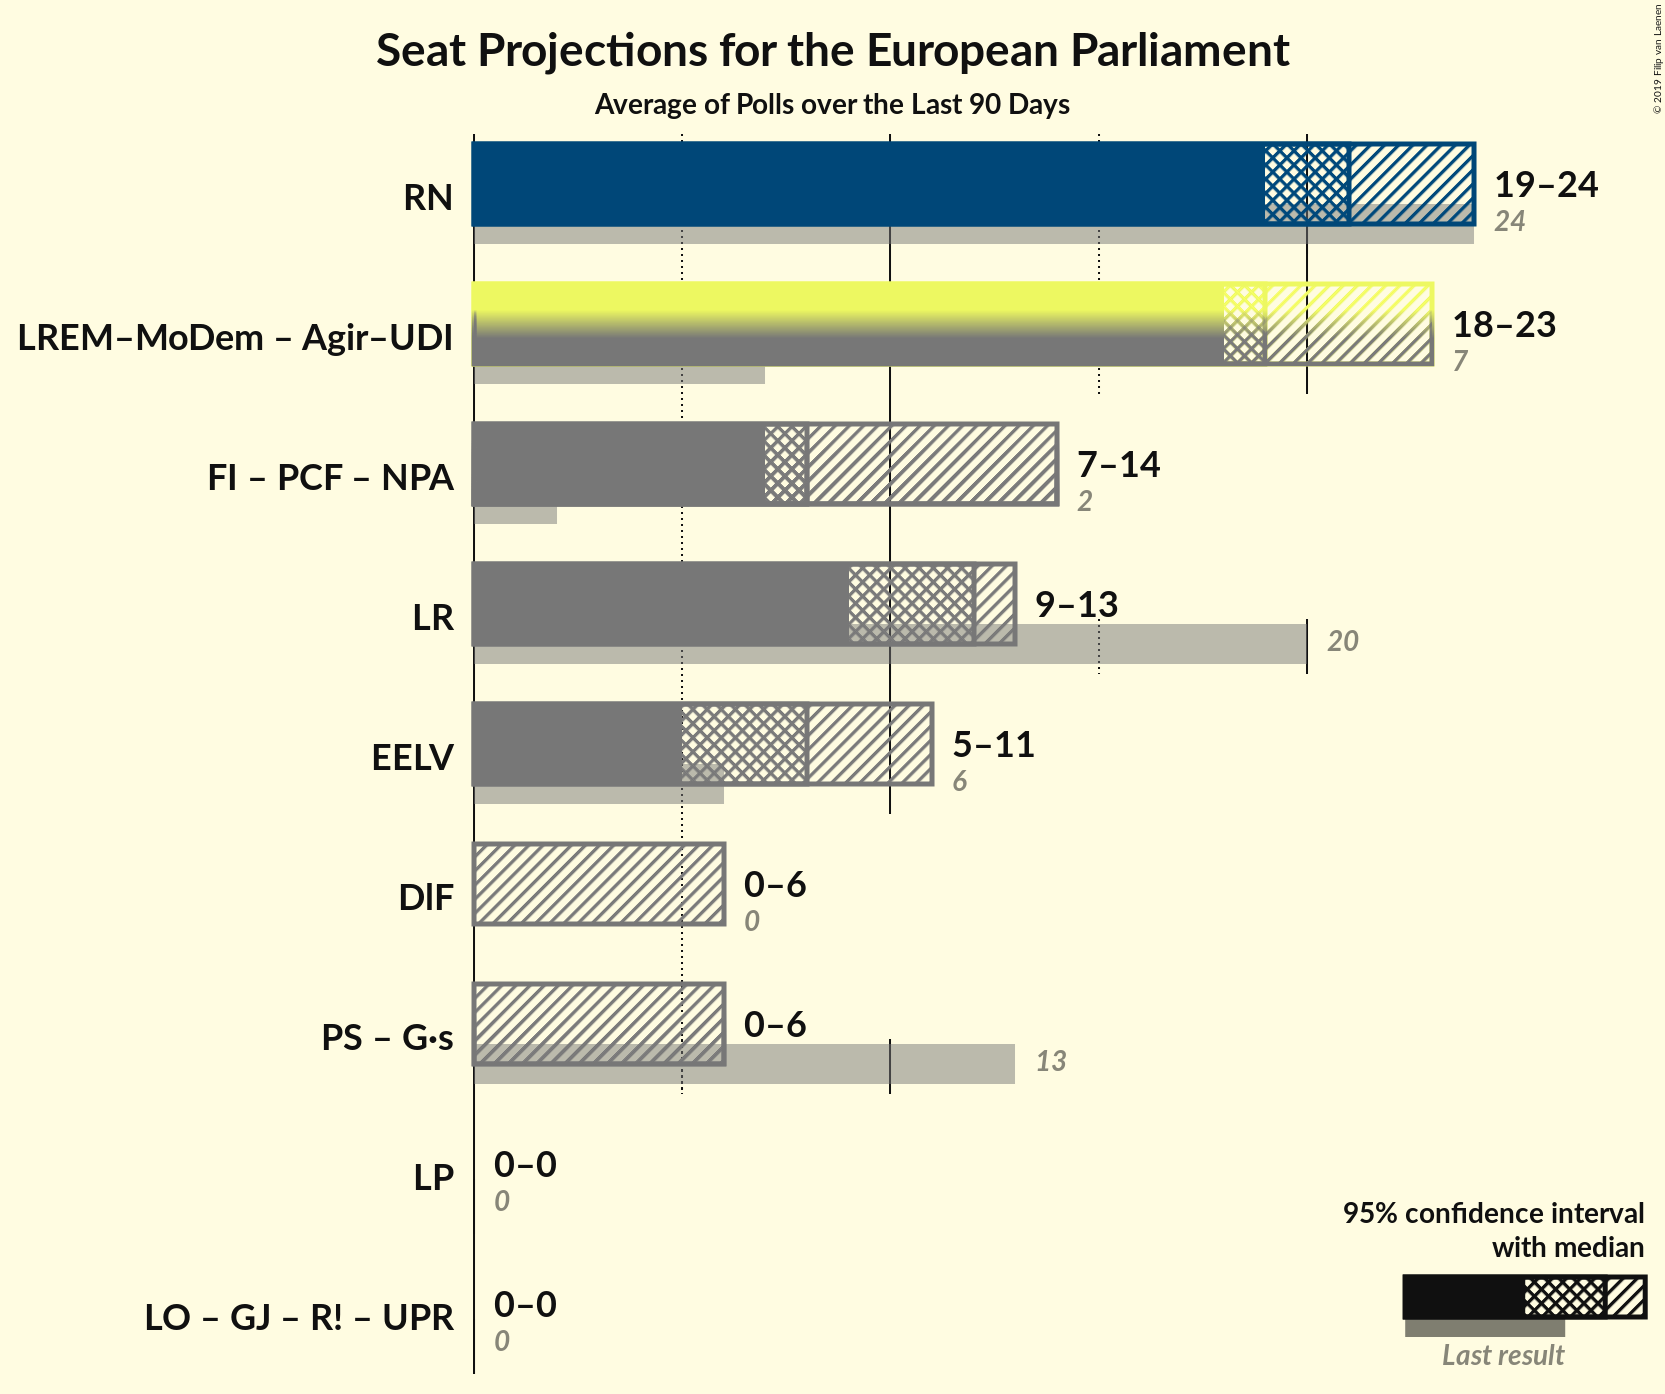 Seat Projections for the European Parliament
Average of Polls over the Last 90 Days
© 2019 Filip van Laenen
RN
19–24
24
LREM–MoDem – Agir–UDI
18–23
7
FI – PCF – NPA
7–14
2
LR
9–13
20
EELV
5–11
6
DlF
0–6
0
PS – G·s
0–6
13
LP
0–0
0
LO – GJ – R! – UPR
0–0
0
95% confidence interval
with median
Last result